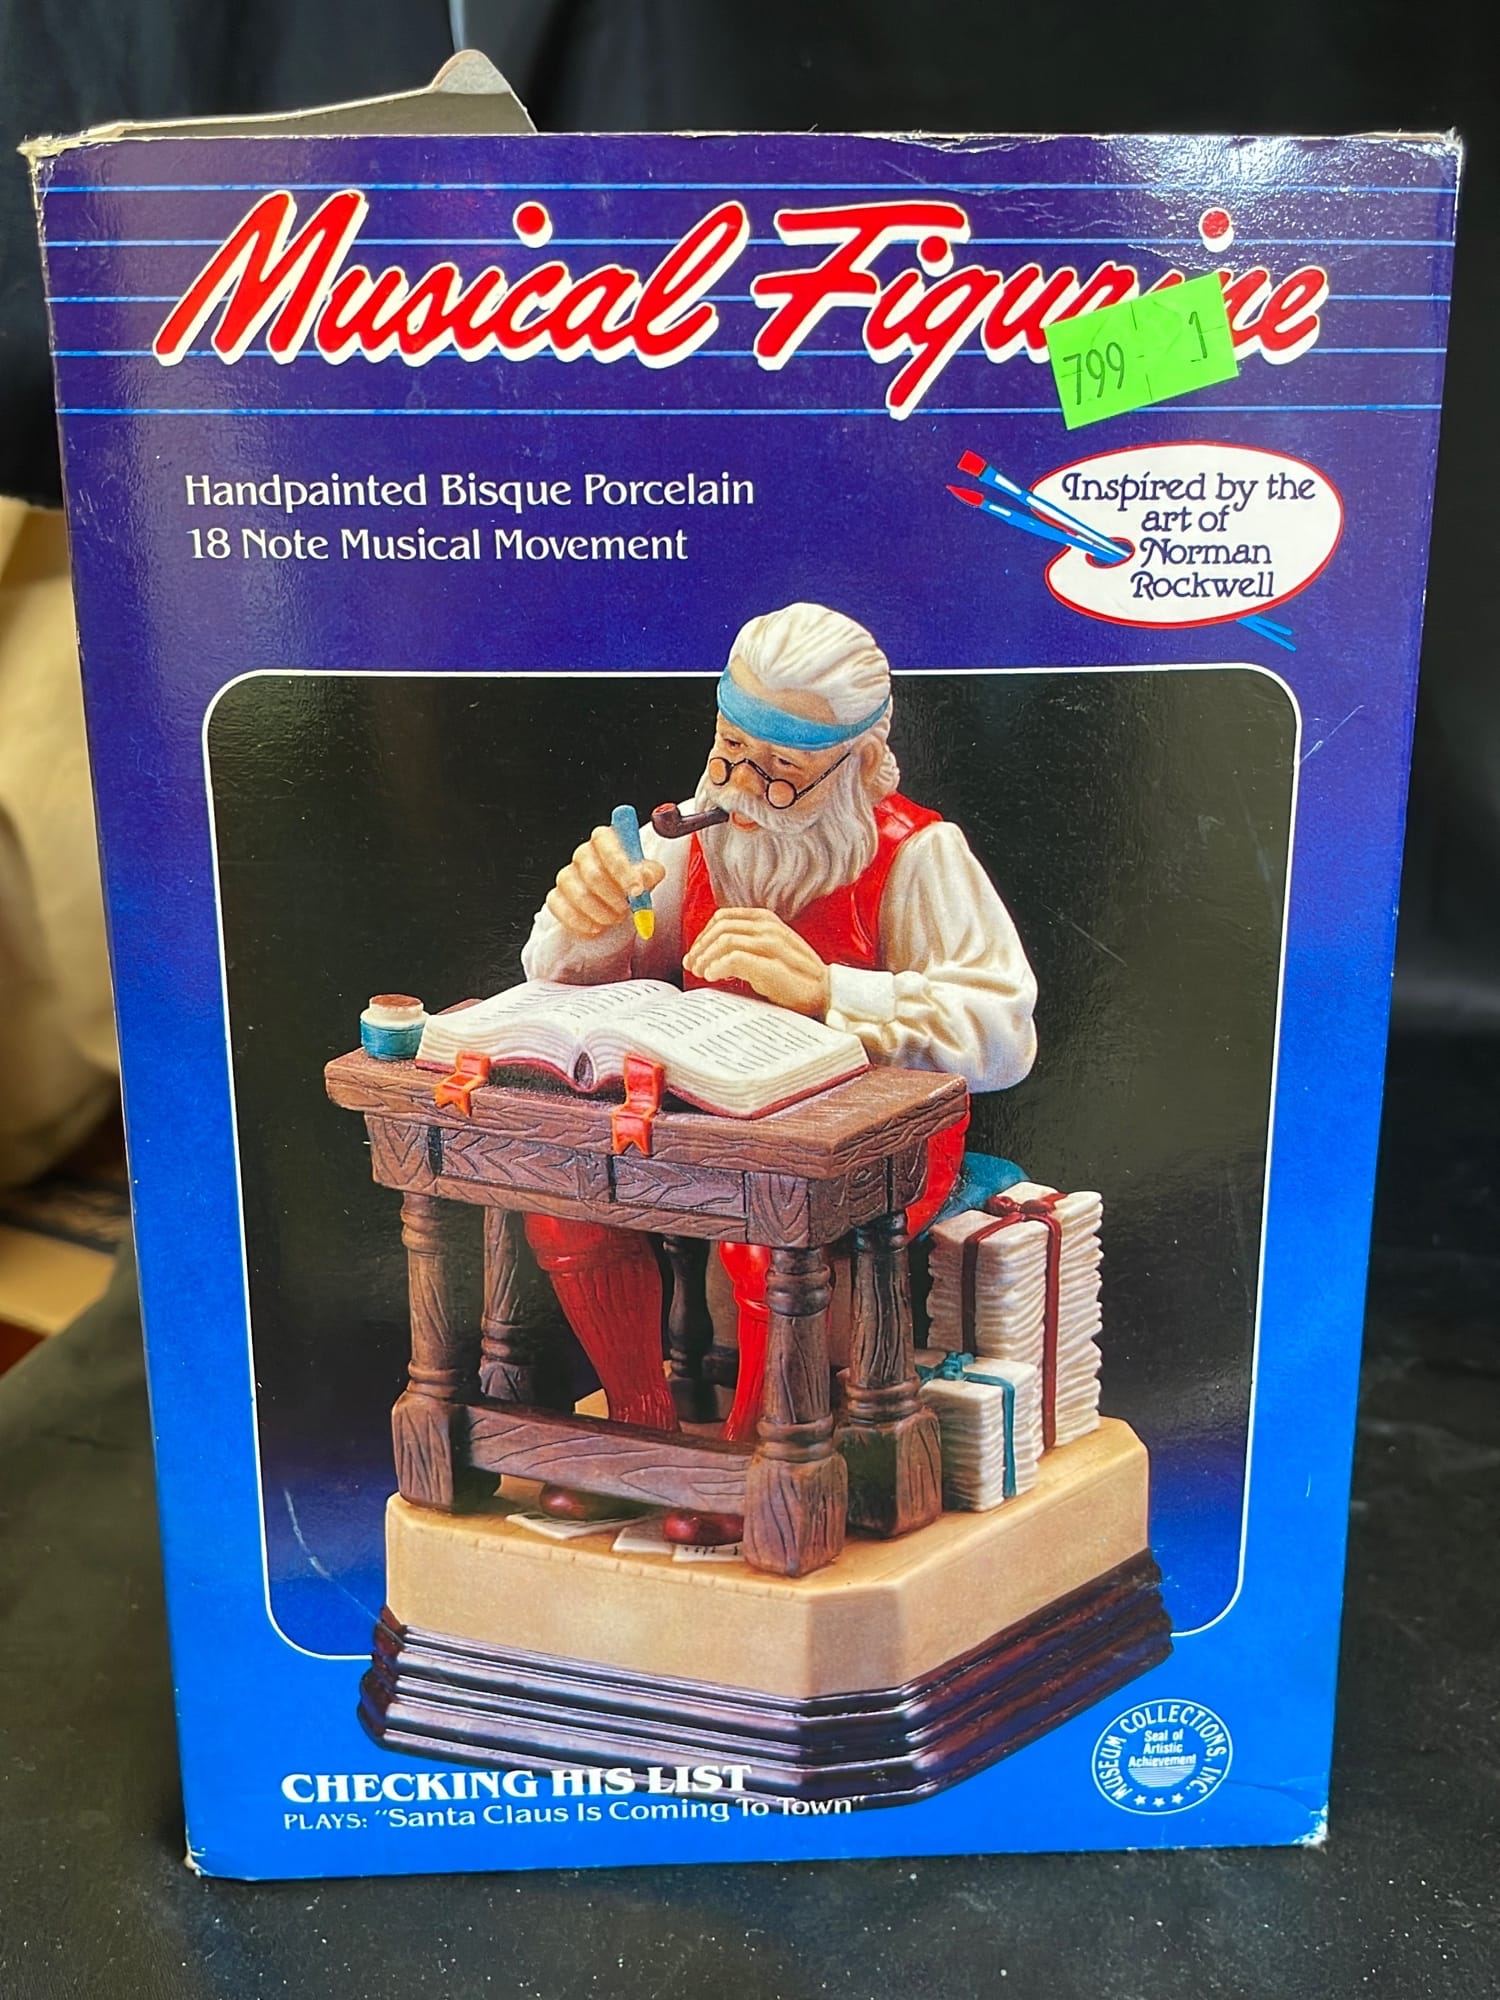 Musical Figurine
799 1
Handpainted Bisque Porcelain
18 Note Musical Movement
Inspired by the
art of
Norman
Rockwell
CHECKING HIS LIST
PLAYS: "Santa Claus Is Coming To Town"
MUSEUM COLLECTIONS, INC.
Seal of
Artistic
Achievement